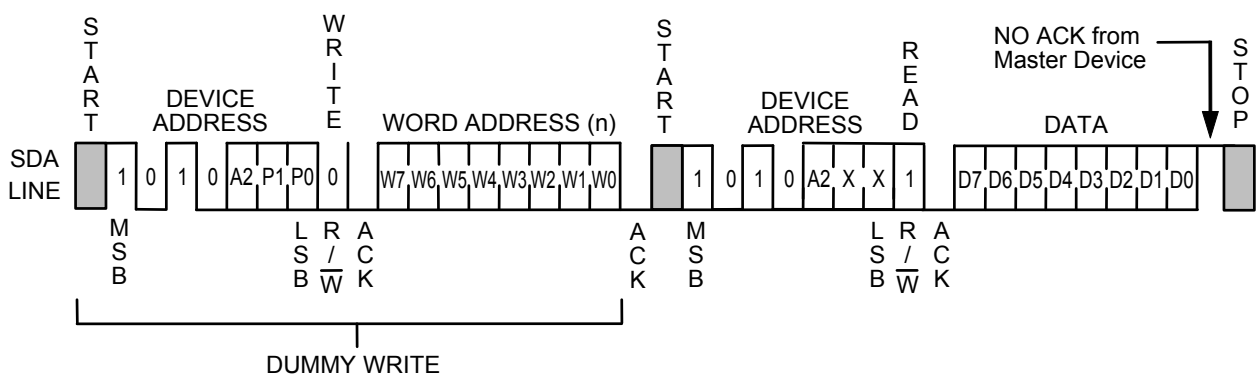 START
WRITE
START
READ
NO ACK from
Master Device
STOP
DEVICE
ADDRESS
WORD ADDRESS (n)
DEVICE
ADDRESS
DATA
SDA
LINE
1 0 1 0 A2 P1 P0 0 W7 W6 W5 W4 W3 W2 W1 W0 1 0 1 0 A2 X X 1 D7 D6 D5 D4 D3 D2 D1 D0
MSB
LSB
R/W̅
ACK
ACK
MSB
LSB
R/W̅
ACK
DUMMY WRITE